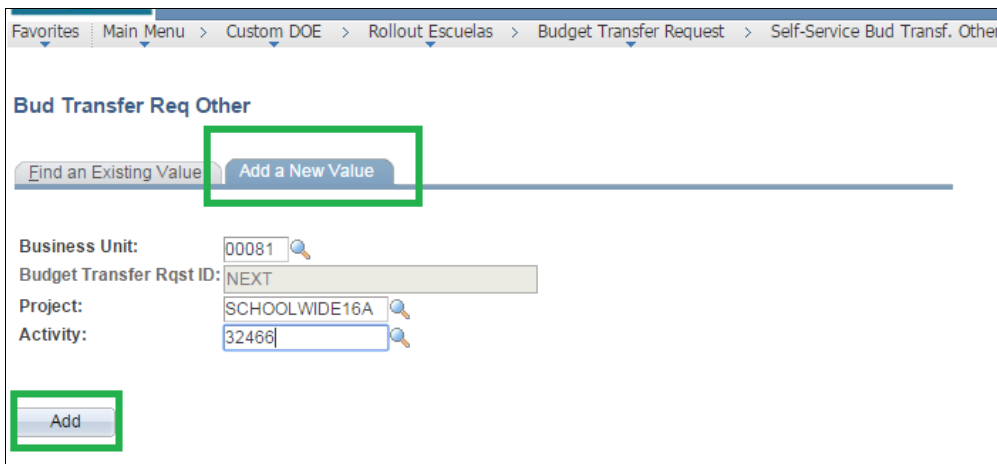 Favorites Main Menu > Custom DOE > Rollout Escuelas > Budget Transfer Request > Self-Service Bud Transf. Other
Bud Transfer Req Other
Find an Existing Value Add a New Value
Business Unit: 00081
Budget Transfer Rqst ID: NEXT
Project: SCHOOLWIDE16A
Activity: 32466
Add